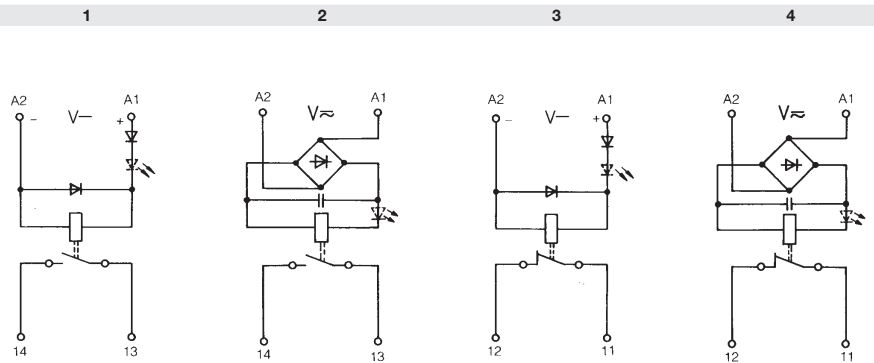 1 2 3 4
A2 V⎓ A1 A2 V≂ A1 A2 V⎓ A1 A2 V≂ A1
- + - +
14 13 14 13 12 11 12 11